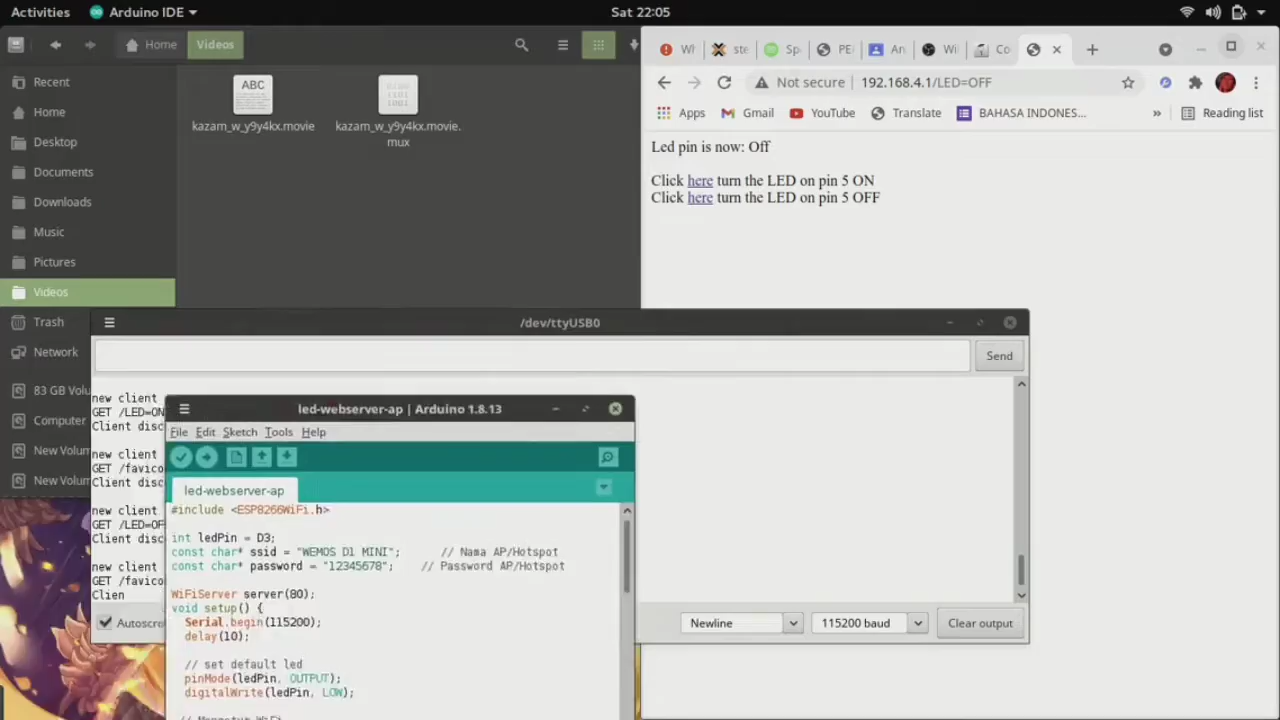 Activities Arduino IDE Sat 22:05
Home Videos
Recent
Home
Desktop
Documents
Downloads
Music
Pictures
Videos
Trash
Network
83 GB Volu
Computer
New Volum
New Volum
ABC
kazam_w_y9y4kx.movie
kazam_w_y9y4kx.movie.
mux
Wh ste Sp PE An Wi Co
Not secure 192.168.4.1/LED=OFF
Apps Gmail YouTube Translate BAHASA INDONES... » Reading list
Led pin is now: Off
Click here turn the LED on pin 5 ON
Click here turn the LED on pin 5 OFF
/dev/ttyUSB0
Send
new client
GET /LED=ON
Client disc
new client
GET /favico
Client disc
new client
GET /LED=OF
Client disc
new client
GET /favico
Clien
Autoscro
Newline 115200 baud Clear output
led-webserver-ap | Arduino 1.8.13
File Edit Sketch Tools Help
led-webserver-ap
#include <ESP8266WiFi.h>
int ledPin = D3;
const char* ssid = "WEMOS D1 MINI"; // Nama AP/Hotspot
const char* password = "12345678"; // Password AP/Hotspot
WiFiServer server(80);
void setup() {
Serial.begin(115200);
delay(10);
// set default led
pinMode(ledPin, OUTPUT);
digitalWrite(ledPin, LOW);